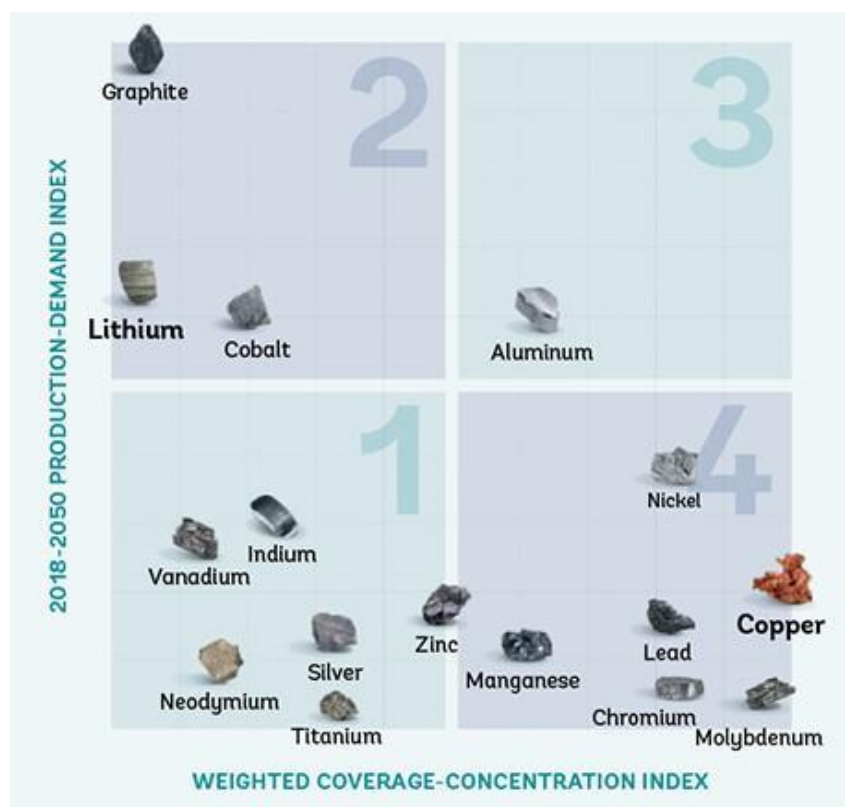 2
3
Graphite
Lithium
Cobalt
Aluminum
2018-2050 PRODUCTION-DEMAND INDEX
1
4
Nickel
Indium
Vanadium
Copper
Zinc
Lead
Silver
Manganese
Neodymium
Chromium
Titanium
Molybdenum
WEIGHTED COVERAGE-CONCENTRATION INDEX